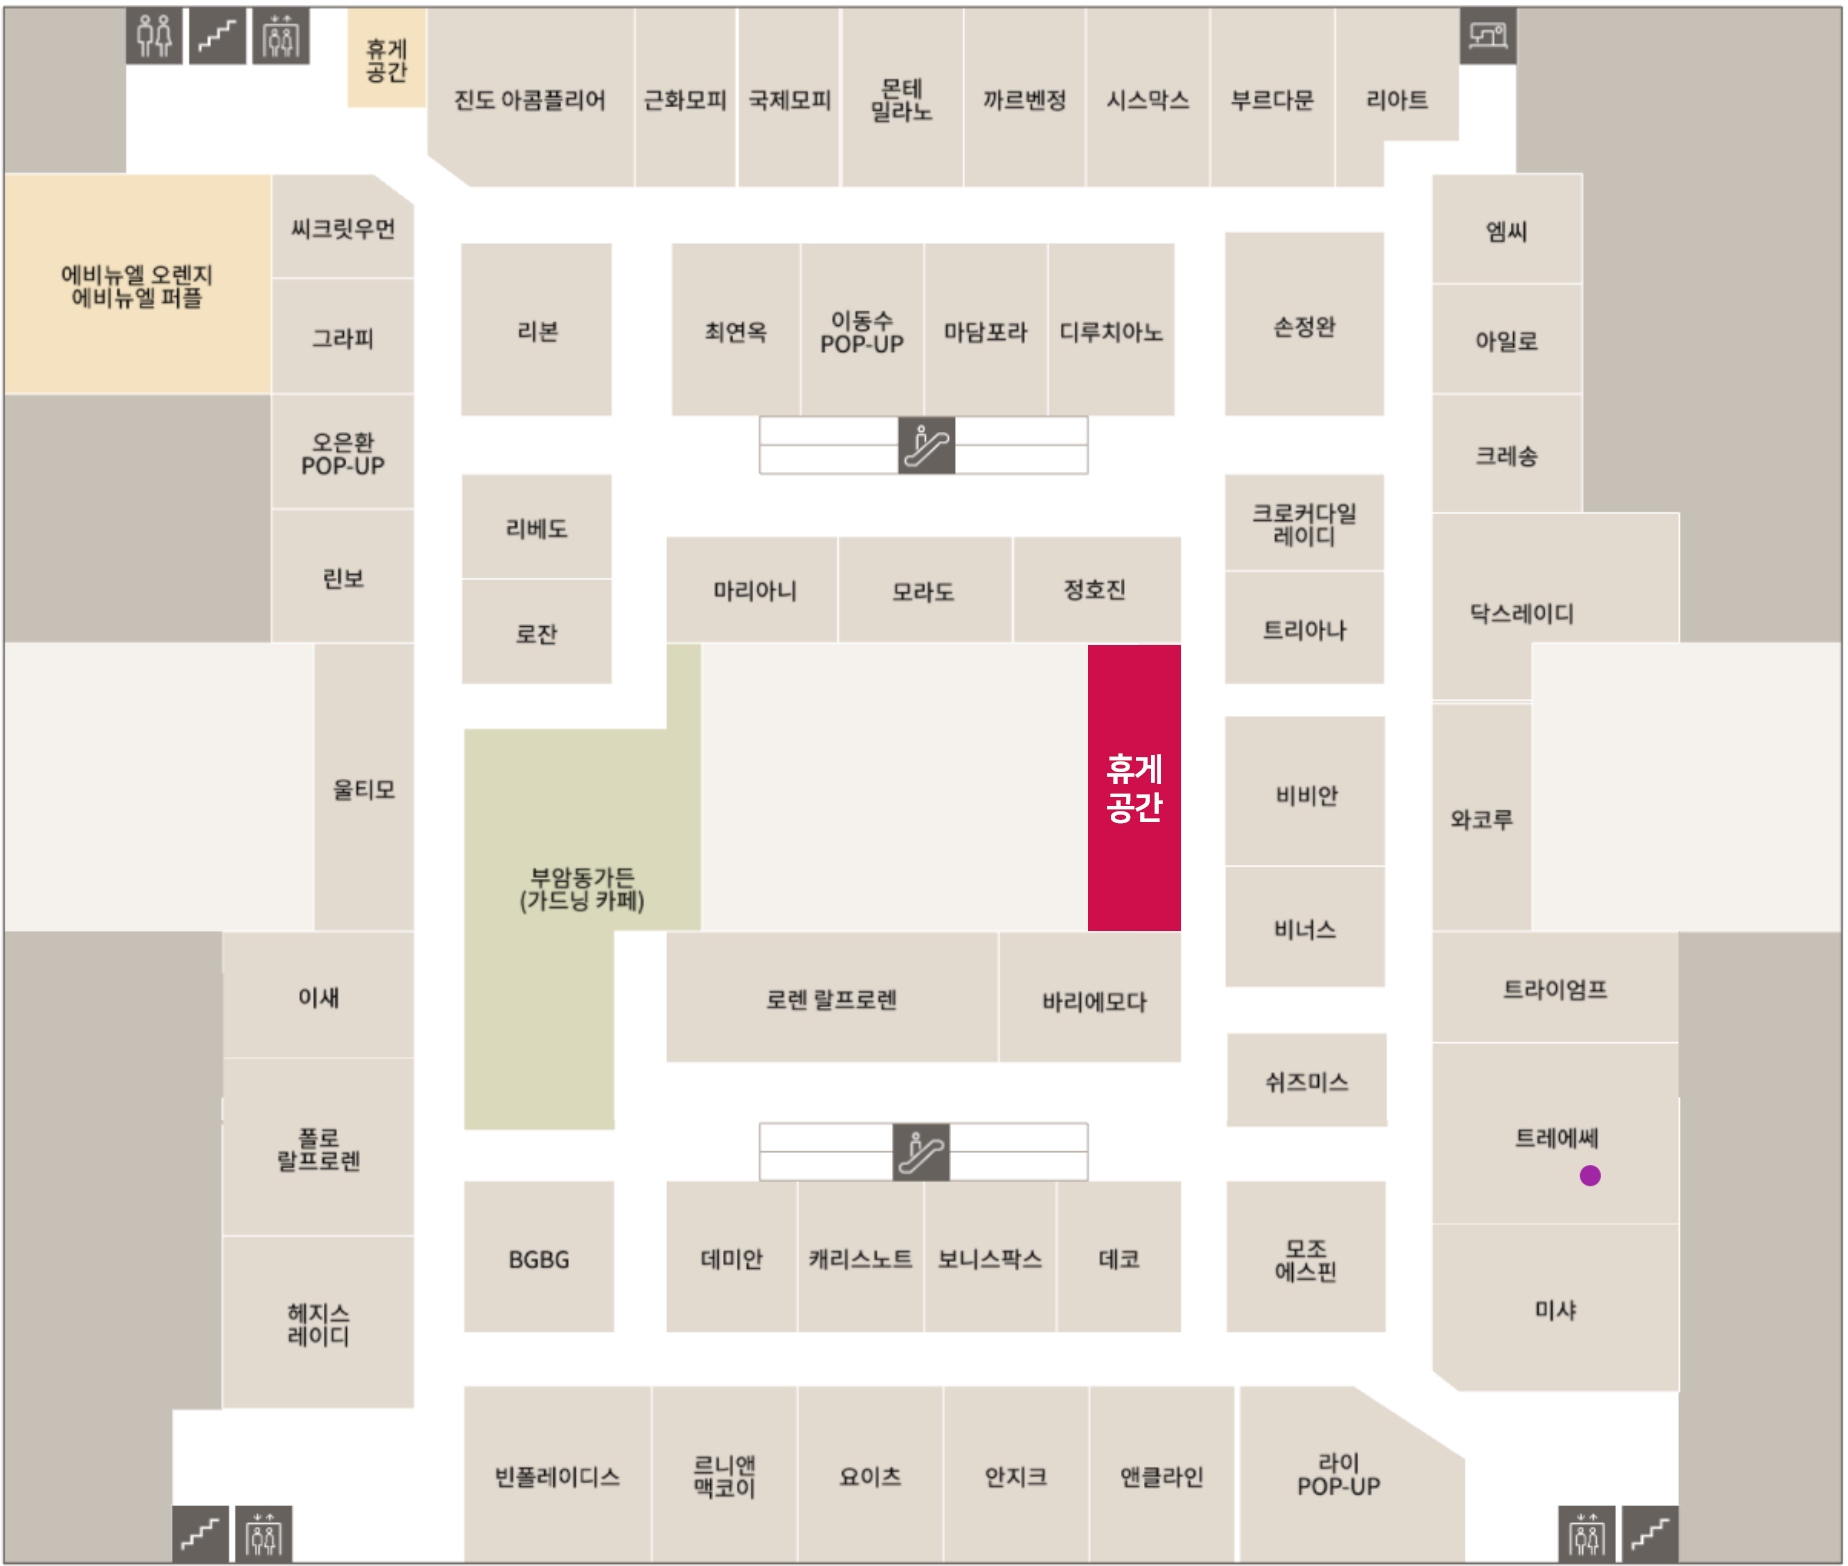 휴게
공간
진도 아콤플리어
근화모피
국제모피
몬테
밀라노
까르벤정
시스막스
부르다문
리아트
에비뉴엘 오렌지
에비뉴엘 퍼플
씨크릿우먼
그라피
오은환
POP-UP
린보
리본
최연옥
이동수
POP-UP
마담포라
디루치아노
손정완
엠씨
아일로
크레송
리베도
로잔
마리아니
모라도
정호진
크로커다일
레이디
트리아나
닥스레이디
울티모
부암동가든
(가드닝 카페)
휴게
공간
비비안
비너스
와코루
이새
폴로
랄프로렌
헤지스
레이디
로렌 랄프로렌
바리에모다
쉬즈미스
트라이엄프
트레에쎄
미샤
BGBG
데미안
캐리스노트
보니스팍스
데코
모조
에스핀
빈폴레이디스
르니앤
맥코이
요이츠
안지크
앤클라인
라이
POP-UP